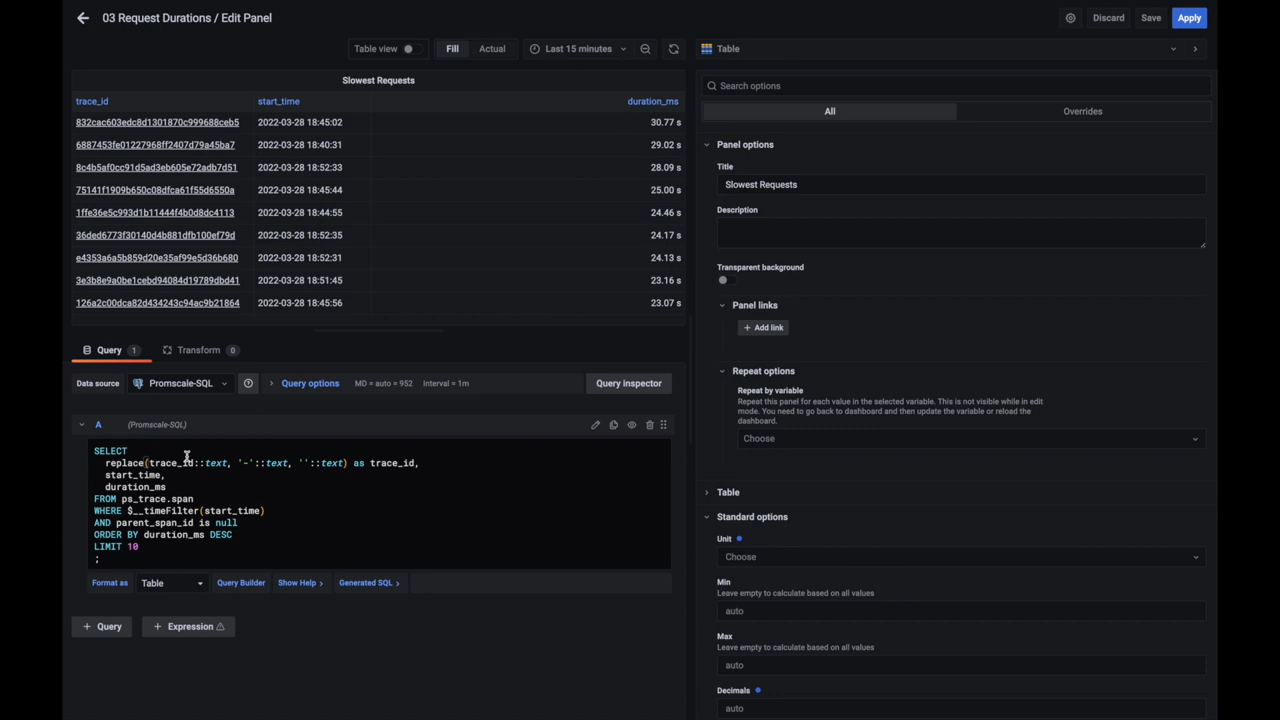 03 Request Durations / Edit Panel
Discard
Save
Apply
Table view
Fill
Actual
Last 15 minutes
Table
Slowest Requests
trace_id start_time duration_ms
832cac603edc8d1301870c999688ceb5 2022-03-28 18:45:02 30.77 s
6887453fe01227968ff2407d79a45ba7 2022-03-28 18:40:31 29.02 s
8c4b5af0cc91d5ad3eb605e72adb7d51 2022-03-28 18:52:33 28.09 s
75141f1909b650c08dfca61f55d6550a 2022-03-28 18:45:44 25.00 s
1ffe36e5c993d1b11444f4b0d8dc4113 2022-03-28 18:44:55 24.46 s
36ded6773f30140d4b881dfb100ef79d 2022-03-28 18:52:35 24.17 s
e4353a6a5b859d20e35af99e5d36b680 2022-03-28 18:52:31 24.13 s
3e3b8e9a0be1cebd94084d19789dbd41 2022-03-28 18:51:45 23.16 s
126a2c00dca82d434243c94ac9b21864 2022-03-28 18:45:56 23.07 s
Query 1
Transform 0
Data source
Promscale-SQL
Query options
MD = auto = 952
Interval = 1m
Query inspector
A
(Promscale-SQL)
SELECT
replace(trace_id::text, '-'::text, ''::text) as trace_id,
start_time,
duration_ms
FROM ps_trace.span
WHERE $__timeFilter(start_time)
AND parent_span_id is null
ORDER BY duration_ms DESC
LIMIT 10
;
Format as
Table
Query Builder
Show Help >
Generated SQL >
+ Query
+ Expression
Search options
All
Overrides
Panel options
Title
Slowest Requests
Description
Transparent background
Panel links
+ Add link
Repeat options
Repeat by variable
Repeat this panel for each value in the selected variable. This is not visible while in edit
mode. You need to go back to dashboard and then update the variable or reload the
dashboard.
Choose
Table
Standard options
Unit
Choose
Min
Leave empty to calculate based on all values
auto
Max
Leave empty to calculate based on all values
auto
Decimals
auto